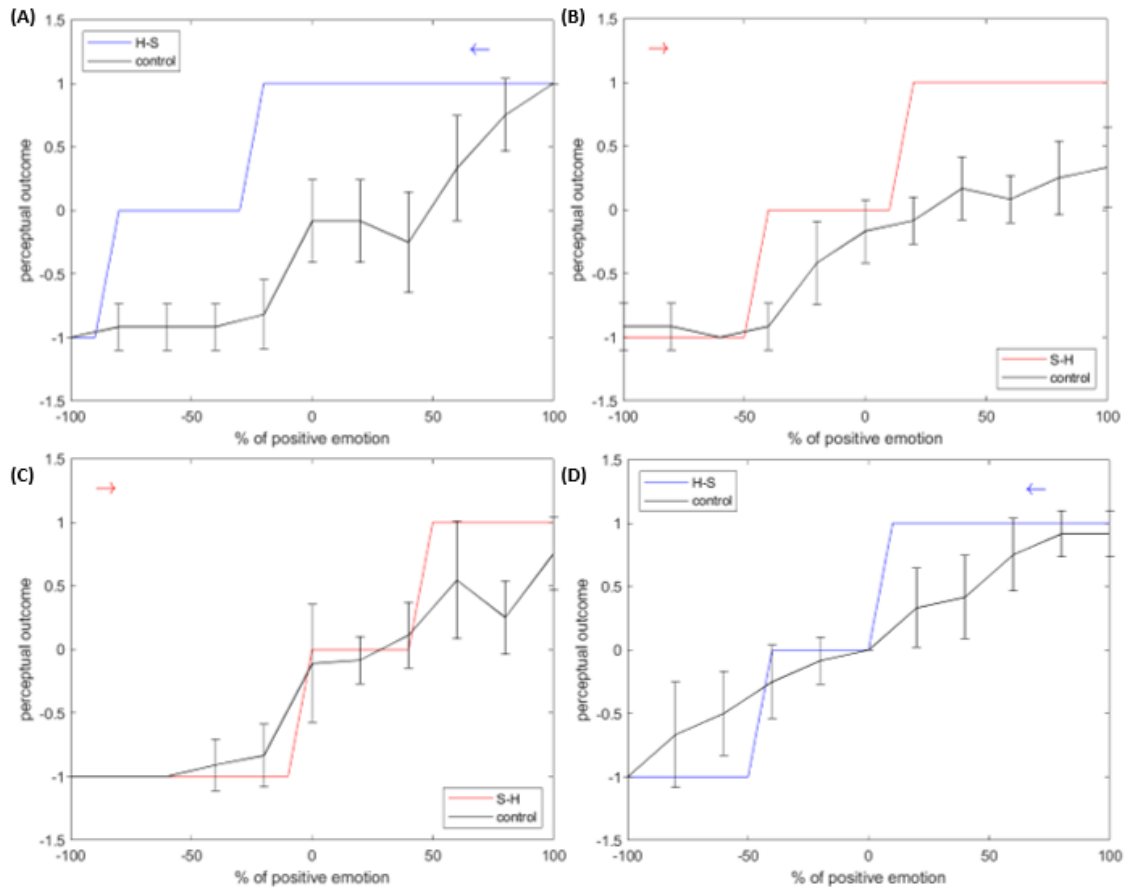 (A)
1.5
1
0.5
0
-0.5
-1
-1.5
perceptual outcome
H-S
control
-100
-50
0
50
100
% of positive emotion
(B)
1.5
1
0.5
0
-0.5
-1
-1.5
perceptual outcome
S-H
control
-100
-50
0
50
100
% of positive emotion
(C)
1.5
1
0.5
0
-0.5
-1
-1.5
perceptual outcome
S-H
control
-100
-50
0
50
100
% of positive emotion
(D)
1.5
1
0.5
0
-0.5
-1
-1.5
perceptual outcome
H-S
control
-100
-50
0
50
100
% of positive emotion